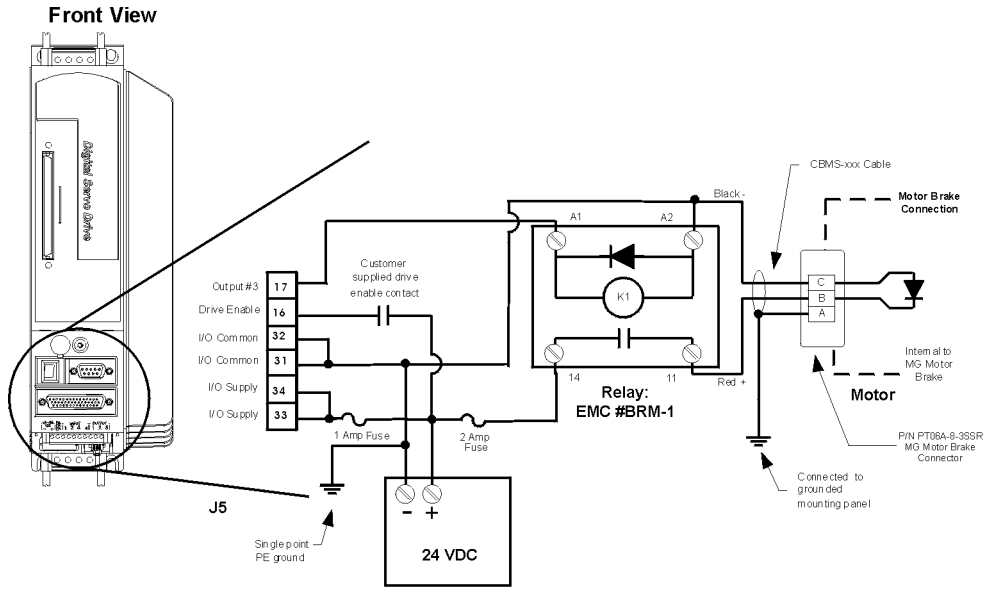 Front View
Digital Servo Drive
CBMS-xxx Cable
Black-
Motor Brake
Connection
A1
A2
Customer
supplied drive
enable contact
K1
Output #3
17
Drive Enable
16
I/O Common
32
I/O Common
31
I/O Supply
34
I/O Supply
33
C
B
A
14
11
Red +
Relay:
EMC #BRM-1
Internal to
MG Motor
Brake
Motor
1 Amp Fuse
2 Amp
Fuse
P/N PT06A-8-3SSR
MG Motor Brake
Connector
Connected to
grounded
mounting panel
J5
- +
Single point
PE ground
24 VDC